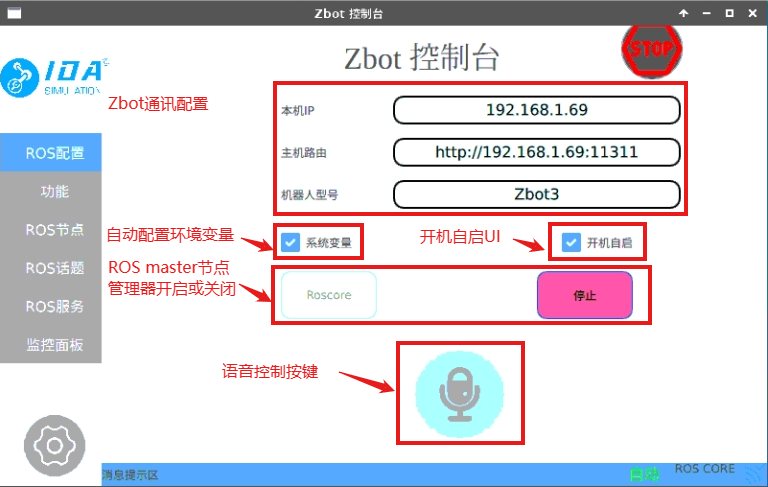 Zbot 控制台
Zbot 控制台
STOP
IDA
SIMULATION
Zbot通讯配置
本机IP
192.168.1.69
主机路由
http://192.168.1.69:11311
机器人型号
Zbot3
ROS配置
功能
ROS节点
ROS话题
ROS服务
监控面板
自动配置环境变量
系统变量
开机自启UI
开机自启
ROS master节点
管理器开启或关闭
Roscore
停止
语音控制按键
消息提示区
自动
ROS CORE